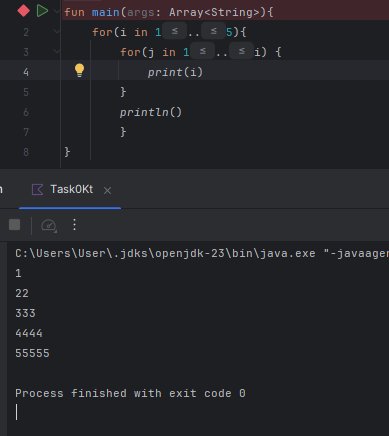 fun main(args: Array<String>){
2 for(i in 1 ≤ .. ≤ 5){
3 for(j in 1 ≤ .. ≤ i) {
4 print(i)
5 }
6 println()
7 }
8 }
Task0Kt ×
C:\Users\User\.jdks\openjdk-23\bin\java.exe "-javaagen
1
22
333
4444
55555
Process finished with exit code 0